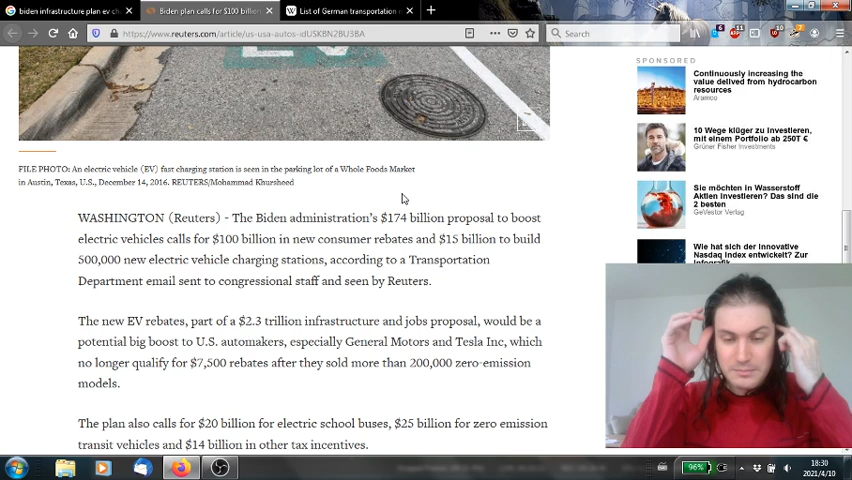 biden infrastructure plan ev ch
Biden plan calls for $100 billion
List of German transportation
https://www.reuters.com/article/us-usa-autos-idUSKBN2BU3BA
Search
EV
SPONSORED
Continuously increasing the
value derived from hydrocarbon
resources
Aramco
10 Wege klüger zu investieren,
mit einem Portfolio ab 250T €
Grüner Fisher Investments
FILE PHOTO: An electric vehicle (EV) fast charging station is seen in the parking lot of a Whole Foods Market
in Austin, Texas, U.S., December 14, 2016. REUTERS/Mohammad Khursheed
Sie möchten in Wasserstoff
Aktien investieren? Das sind die
2 besten
GeVestor Verlag
WASHINGTON (Reuters) - The Biden administration's $174 billion proposal to boost
electric vehicles calls for $100 billion in new consumer rebates and $15 billion to build
500,000 new electric vehicle charging stations, according to a Transportation
Department email sent to congressional staff and seen by Reuters.
Wie hat sich der innovative
Nasdaq Index entwickelt? Zur
Infografik
The new EV rebates, part of a $2.3 trillion infrastructure and jobs proposal, would be a
potential big boost to U.S. automakers, especially General Motors and Tesla Inc, which
no longer qualify for $7,500 rebates after they sold more than 200,000 zero-emission
models.
The plan also calls for $20 billion for electric school buses, $25 billion for zero emission
transit vehicles and $14 billion in other tax incentives.
96%
18:30
2021/4/10